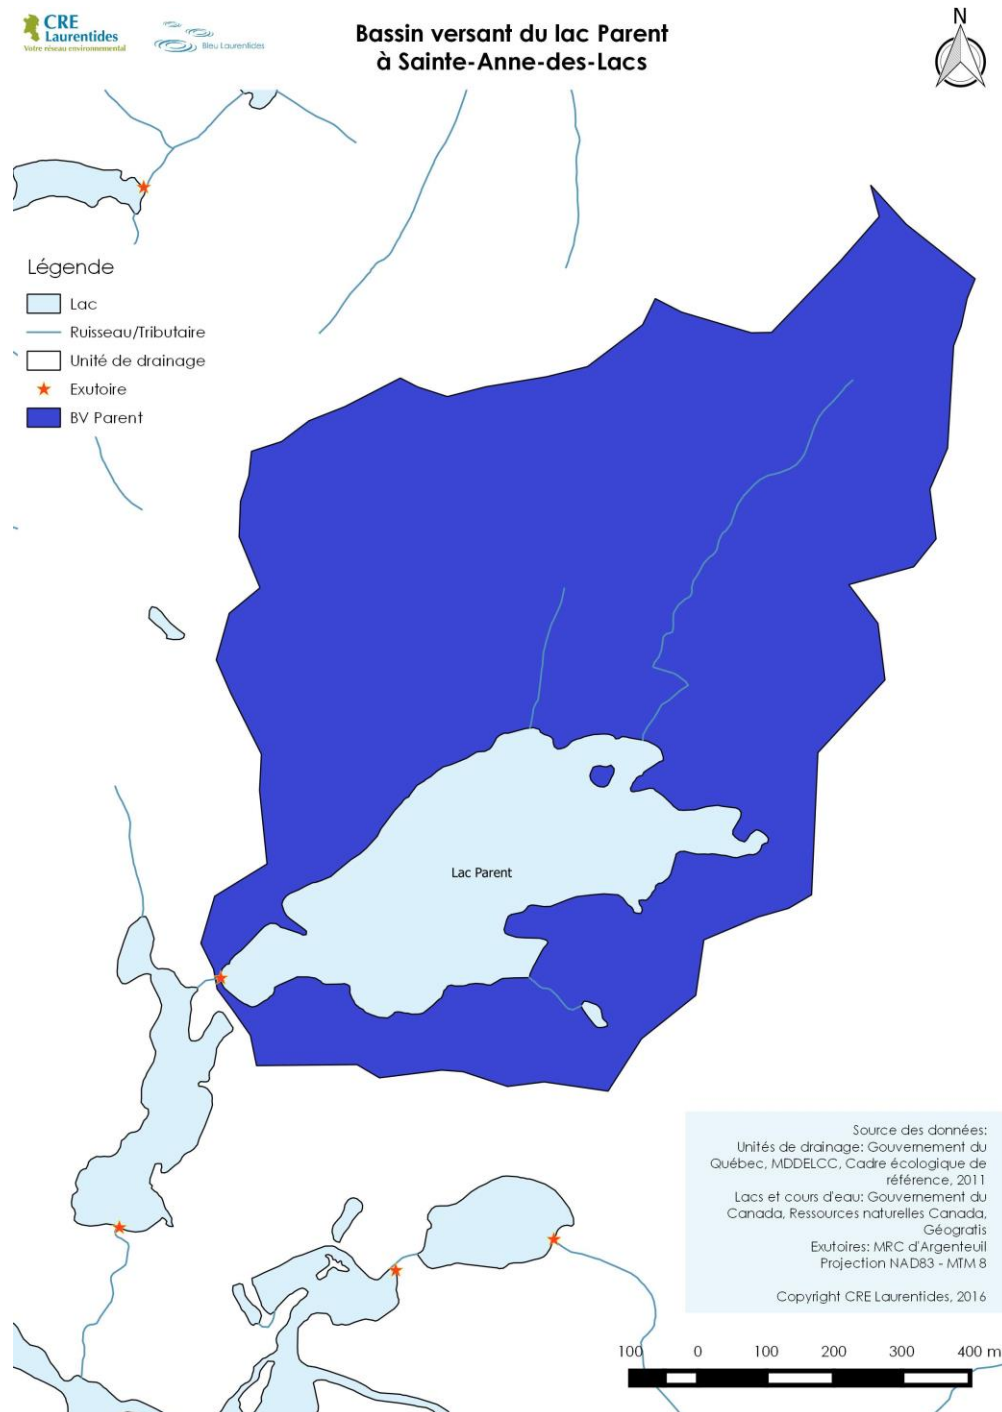 CRE
Laurentides
Votre réseau environnemental
Bleu Laurentides
Bassin versant du lac Parent
à Sainte-Anne-des-Lacs
N
Légende
Lac
Ruisseau/Tributaire
Unité de drainage
Exutoire
BV Parent
Lac Parent
Source des données:
Unités de drainage: Gouvernement du
Québec, MDDELCC, Cadre écologique de
référence, 2011
Lacs et cours d'eau: Gouvernement du
Canada, Ressources naturelles Canada,
Géogratis
Exutoires: MRC d'Argenteuil
Projection NAD83 - MTM 8
Copyright CRE Laurentides, 2016
100 0 100 200 300 400 m